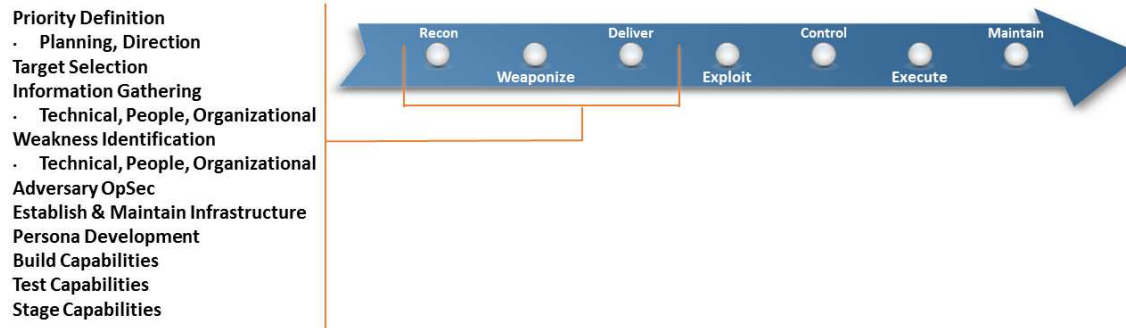 Priority Definition
· Planning, Direction
Target Selection
Information Gathering
· Technical, People, Organizational
Weakness Identification
· Technical, People, Organizational
Adversary OpSec
Establish & Maintain Infrastructure
Persona Development
Build Capabilities
Test Capabilities
Stage Capabilities
Recon
Weaponize
Deliver
Exploit
Control
Execute
Maintain